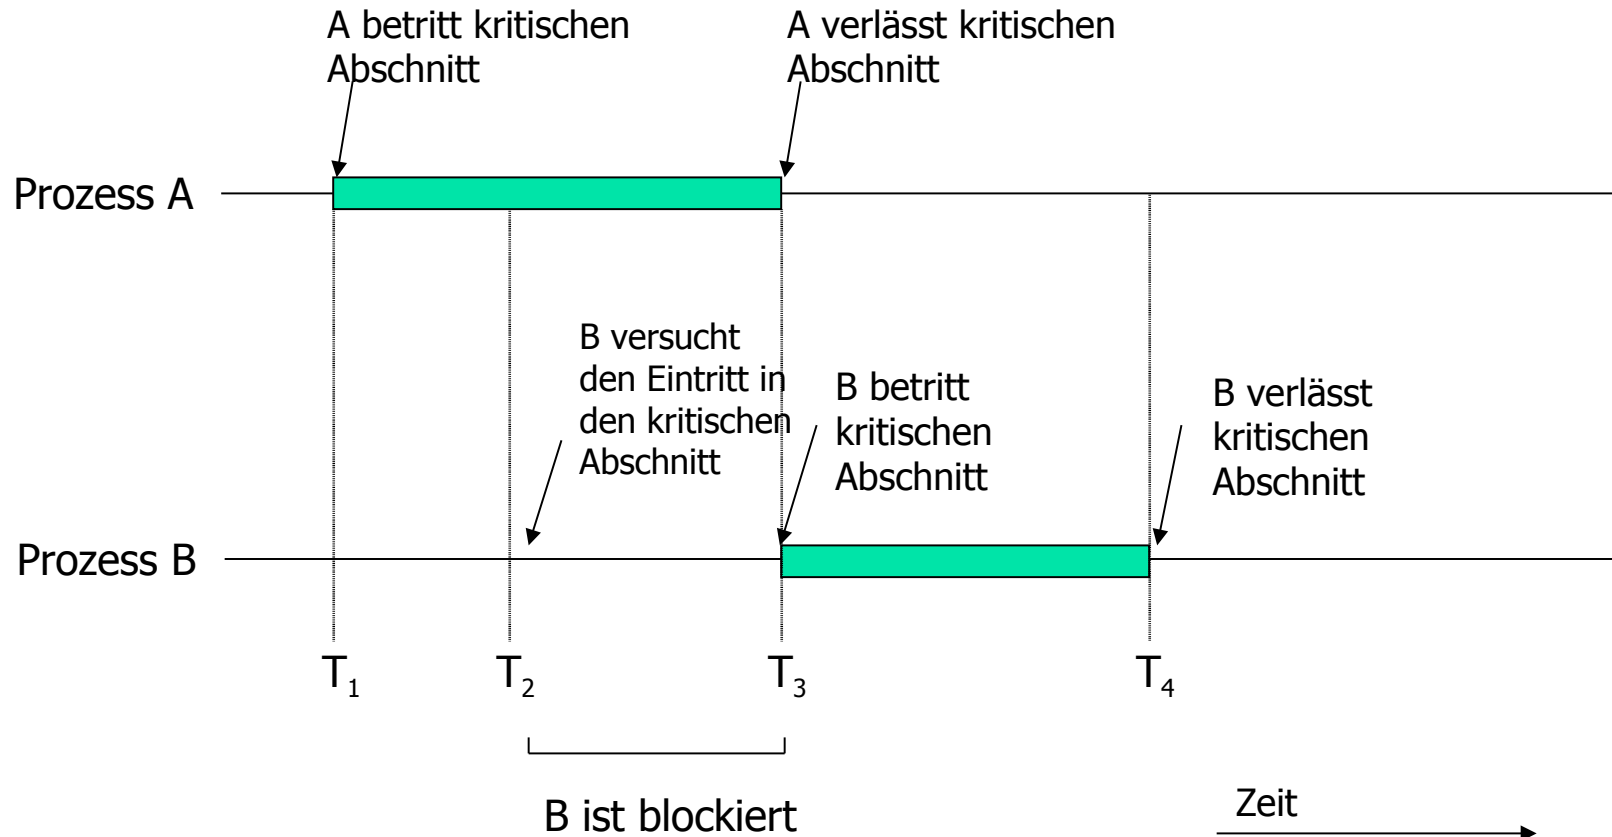 A betritt kritischen
Abschnitt
A verlässt kritischen
Abschnitt
Prozess A
B versucht
den Eintritt in
den kritischen
Abschnitt
B betritt
kritischen
Abschnitt
B verlässt
kritischen
Abschnitt
Prozess B
T1
T2
T3
T4
B ist blockiert
Zeit